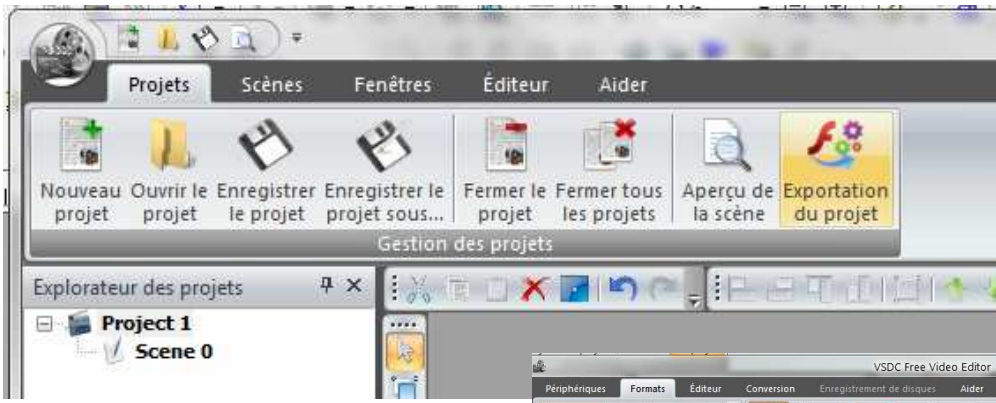 Projets Scènes Fenêtres Éditeur Aider
Nouveau projet Ouvrir le projet Enregistrer le projet Enregistrer le projet sous... Fermer le projet Fermer tous les projets Aperçu de la scène Exportation du projet
Gestion des projets
Explorateur des projets
Project 1
Scene 0
VSDC Free Video Editor
Périphériques Formats Éditeur Conversion Enregistrement de disques Aider